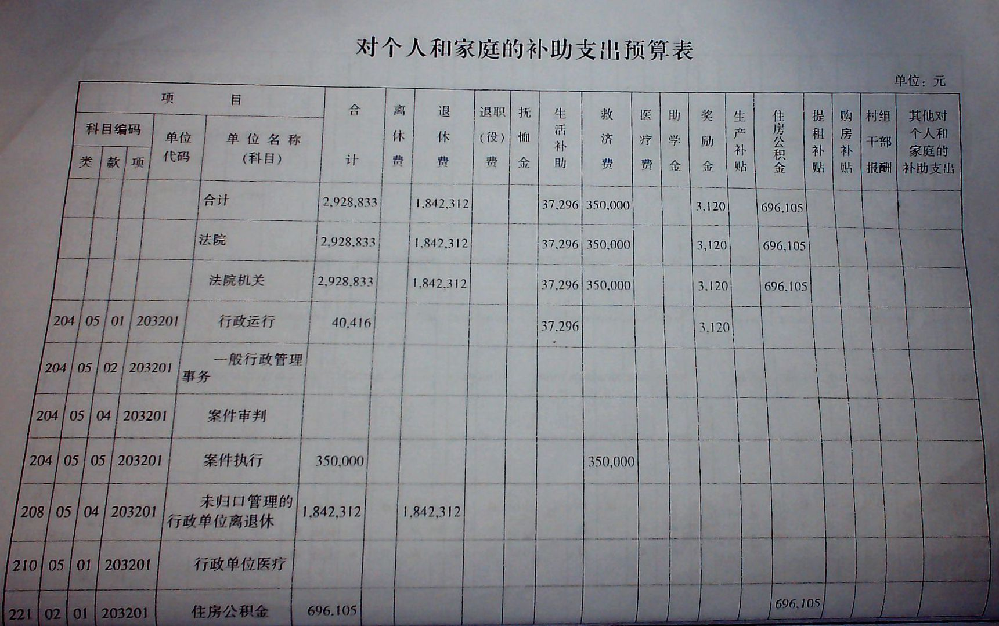 对个人和家庭的补助支出预算表
单位：元
项 目 合计 离休费 退休费 退职(役)费 抚恤金 生活补助 救济费 医疗费 助学金 奖励金 生产补贴 住房公积金 提租补贴 购房补贴 村组干部报酬 其他对个人和家庭的补助支出
科目编码 单位代码 单位名称(科目)
类 款 项
合计 2,928,833 1,842,312 37,296 350,000 3,120 696,105
法院 2,928,833 1,842,312 37,296 350,000 3,120 696,105
法院机关 2,928,833 1,842,312 37,296 350,000 3,120 696,105
204 05 01 203201 行政运行 40,416 37,296 3,120
204 05 02 203201 一般行政管理
事务
204 05 04 203201 案件审判
204 05 05 203201 案件执行 350,000 350,000
208 05 04 203201 未归口管理的
行政单位离退休 1,842,312 1,842,312
210 05 01 203201 行政单位医疗
221 02 01 203201 住房公积金 696,105 696,105